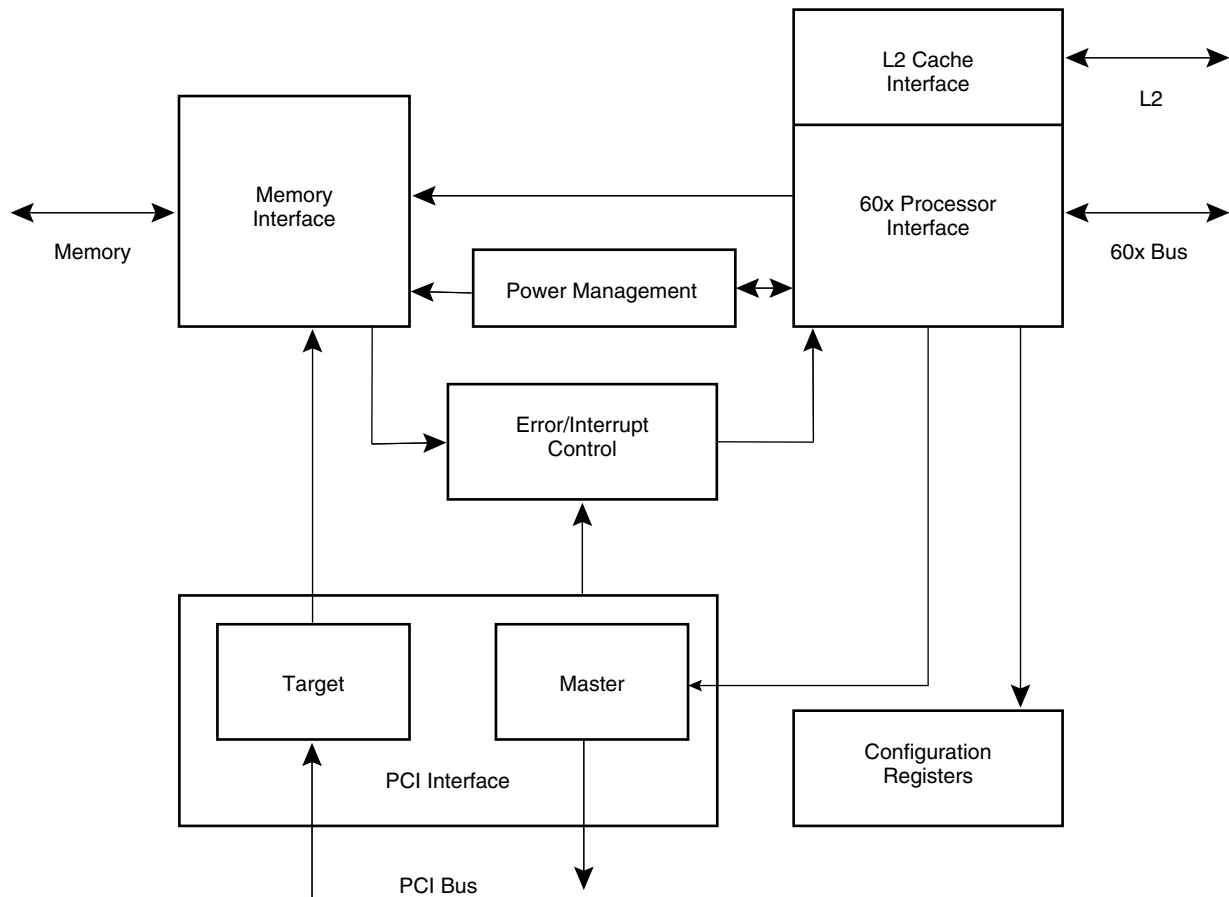 L2 Cache
Interface
L2
Memory
Interface
60x Processor
Interface
Memory
60x Bus
Power Management
Error/Interrupt
Control
Target
Master
Configuration
Registers
PCI Interface
PCI Bus